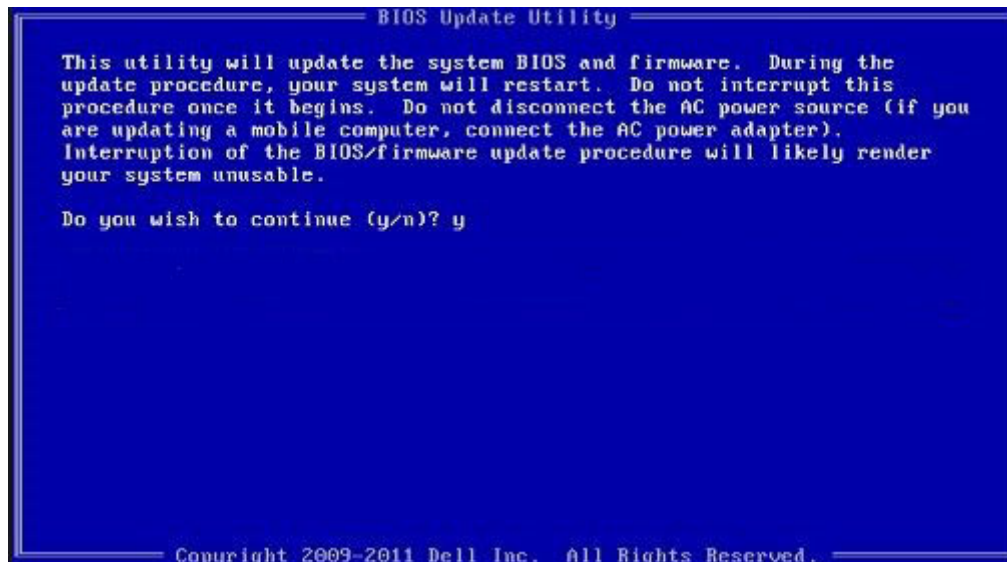 BIOS Update Utility
This utility will update the system BIOS and firmware. During the
update procedure, your system will restart. Do not interrupt this
procedure once it begins. Do not disconnect the AC power source (if you
are updating a mobile computer, connect the AC power adapter).
Interruption of the BIOS/firmware update procedure will likely render
your system unusable.
Do you wish to continue (y/n)? y
Copyright 2009-2011 Dell Inc. All Rights Reserved.